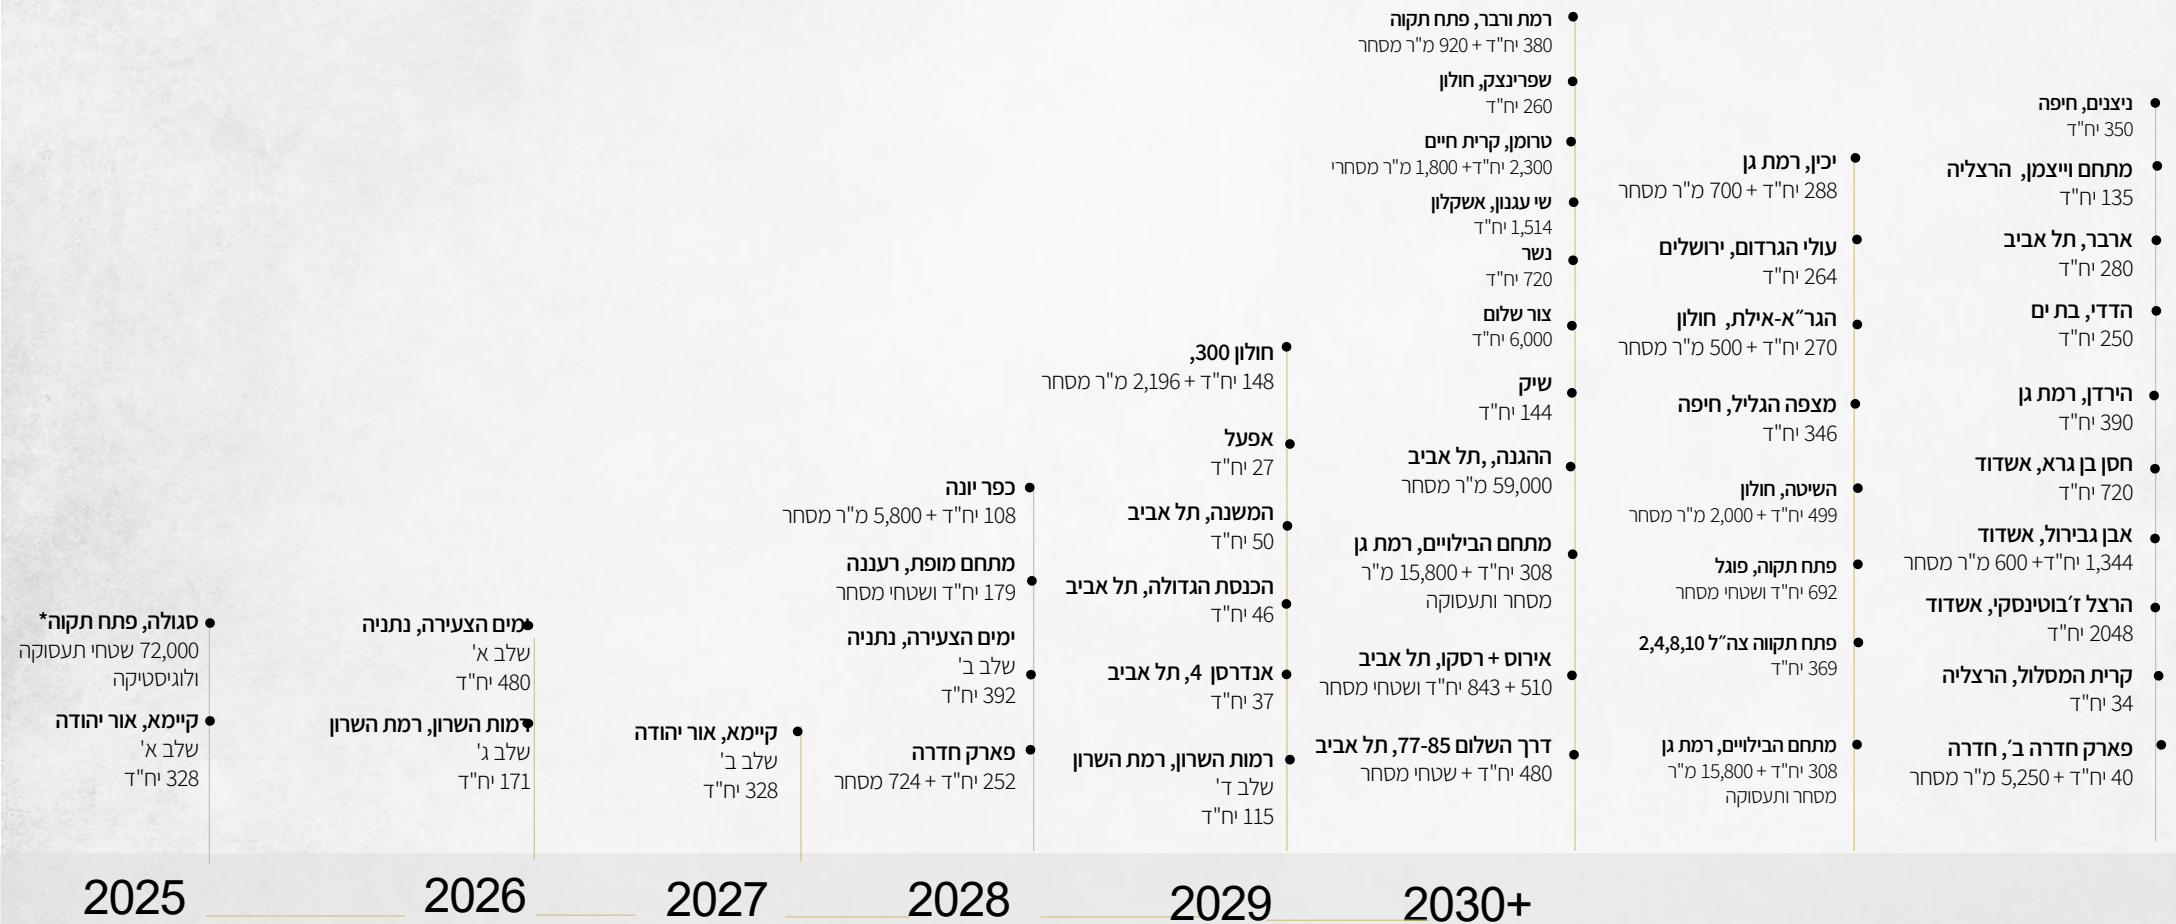 סגולה, פתח תקוה*
72,000 שטחי תעסוקה
ולוגיסטיקה
קיימא, אור יהודה
שלב א'
328 יח"ד
2025
ימים הצעירה, נתניה
שלב א'
480 יח"ד
רמות השרון, רמת השרון
שלב ג'
171 יח"ד
2026
קיימא, אור יהודה
שלב ב'
328 יח"ד
2027
כפר יונה
108 יח"ד + 5,800 מ"ר מסחר
מתחם מופת, רעננה
179 יח"ד ושטחי מסחר
ימים הצעירה, נתניה
שלב ב'
392 יח"ד
פארק חדרה
252 יח"ד + 724 מסחר
2028
חולון 300,
148 יח"ד + 2,196 מ"ר מסחר
אפעל
27 יח"ד
המשנה, תל אביב
50 יח"ד
הכנסת הגדולה, תל אביב
46 יח"ד
אנדרסן 4, תל אביב
37 יח"ד
רמות השרון, רמת השרון
שלב ד'
115 יח"ד
2029
רמת ורבר, פתח תקוה
380 יח"ד + 920 מ"ר מסחר
שפרינצק, חולון
260 יח"ד
טרומן, קרית חיים
2,300 יח"ד+ 1,800 מ"ר מסחרי
שי עגנון, אשקלון
1,514 יח"ד
נשר
720 יח"ד
צור שלום
6,000 יח"ד
שיק
144 יח"ד
ההגנה, ,תל אביב
59,000 מ"ר מסחר
מתחם הבילויים, רמת גן
308 יח"ד + 15,800 מ"ר
מסחר ותעסוקה
אירוס + רסקו, תל אביב
510 + 843 יח"ד ושטחי מסחר
דרך השלום 77-85, תל אביב
480 יח"ד + שטחי מסחר
2030+
יכין, רמת גן
288 יח"ד + 700 מ"ר מסחר
עולי הגרדום, ירושלים
264 יח"ד
הגר״א-אילת, חולון
270 יח"ד + 500 מ"ר מסחר
מצפה הגליל, חיפה
346 יח"ד
השיטה, חולון
499 יח"ד + 2,000 מ"ר מסחר
פתח תקוה, פוגל
692 יח"ד ושטחי מסחר
פתח תקווה צה״ל 2,4,8,10
369 יח"ד
מתחם הבילויים, רמת גן
308 יח"ד + 15,800 מ"ר
מסחר ותעסוקה
ניצנים, חיפה
350 יח"ד
מתחם וייצמן, הרצליה
135 יח"ד
ארבר, תל אביב
280 יח"ד
הדדי, בת ים
250 יח"ד
הירדן, רמת גן
390 יח"ד
חסן בן גרא, אשדוד
720 יח"ד
אבן גבירול, אשדוד
1,344 יח"ד+ 600 מ"ר מסחר
הרצל ז׳בוטינסקי, אשדוד
2048 יח"ד
קרית המסלול, הרצליה
34 יח"ד
פארק חדרה ב׳, חדרה
40 יח"ד + 5,250 מ"ר מסחר